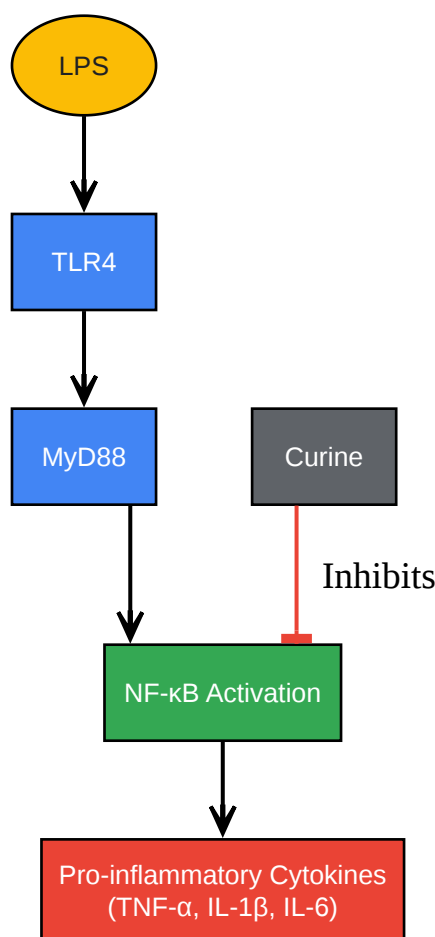 LPS
TLR4
MyD88
Curine
Inhibits
NF-κB Activation
Pro-inflammatory Cytokines
(TNF-α, IL-1β, IL-6)